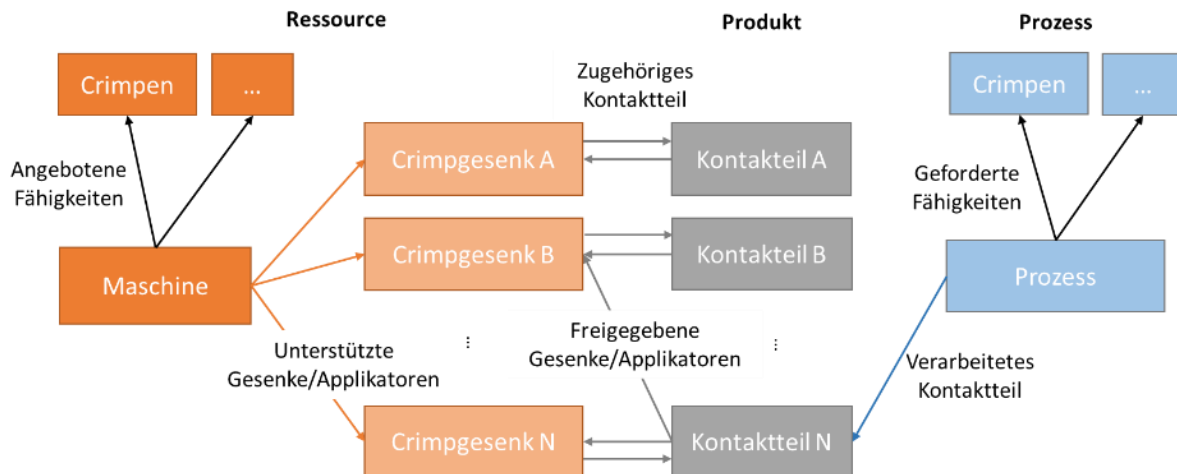 Ressource
Produkt
Prozess
Crimpen
...
Zugehöriges
Kontaktteil
Crimpen
...
Angebotene
Fähigkeiten
Crimpgesenk A
Kontakteil A
Geforderte
Fähigkeiten
Maschine
Crimpgesenk B
Kontakteil B
Prozess
Unterstützte
Gesenke/Applikatoren
...
Freigegebene
Gesenke/Applikatoren
...
Verarbeitetes
Kontaktteil
Crimpgesenk N
Kontaktteil N